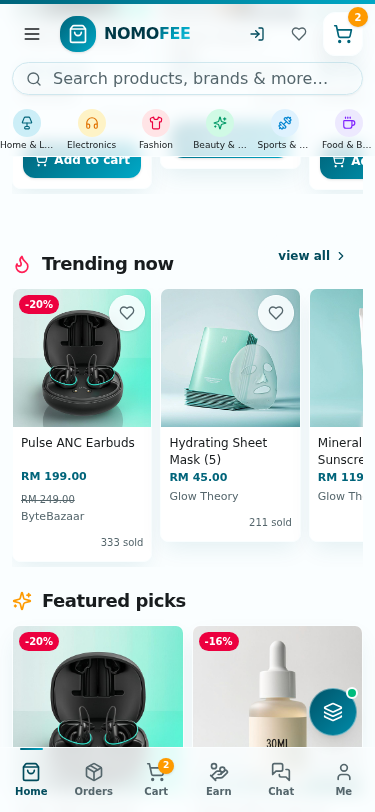 NOMOFEE
2
Search products, brands & more...
Home & L...
Electronics
Fashion
Beauty & ...
Sports & ...
Food & B...
Add to cart
Trending now
view all
-20%
Pulse ANC Earbuds
RM 199.00
RM 249.00
ByteBazaar
333 sold
Hydrating Sheet
Mask (5)
RM 45.00
Glow Theory
211 sold
Mineral
Sunscre
RM 119
Glow Th
Featured picks
-20%
-16%
30ML
2
Home
Orders
Cart
Earn
Chat
Me